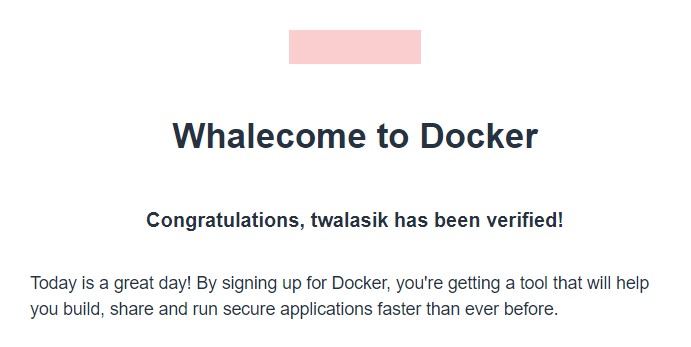 Whalecome to Docker
Congratulations, twalasik has been verified!
Today is a great day! By signing up for Docker, you're getting a tool that will help
you build, share and run secure applications faster than ever before.